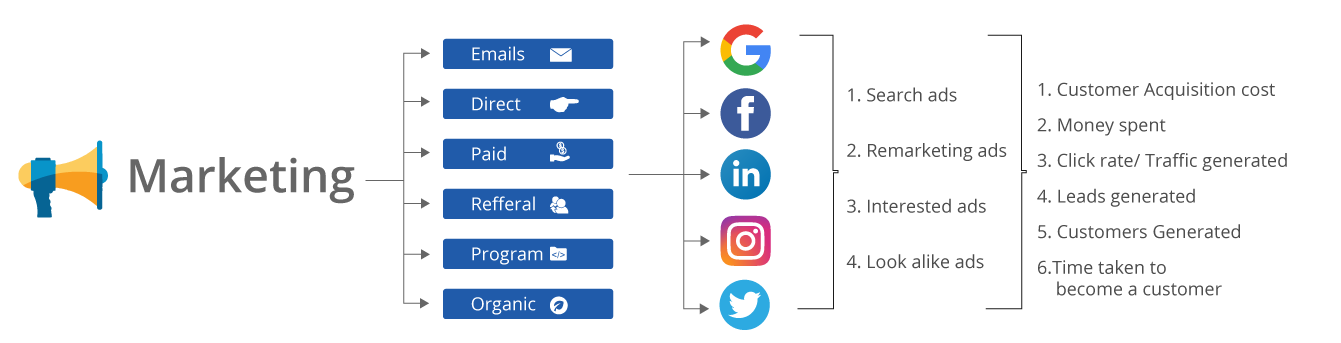 Marketing
Emails
Direct
Paid
Refferal
Program
Organic
1. Search ads
2. Remarketing ads
3. Interested ads
4. Look alike ads
1. Customer Acquisition cost
2. Money spent
3. Click rate/ Traffic generated
4. Leads generated
5. Customers Generated
6.Time taken to
become a customer